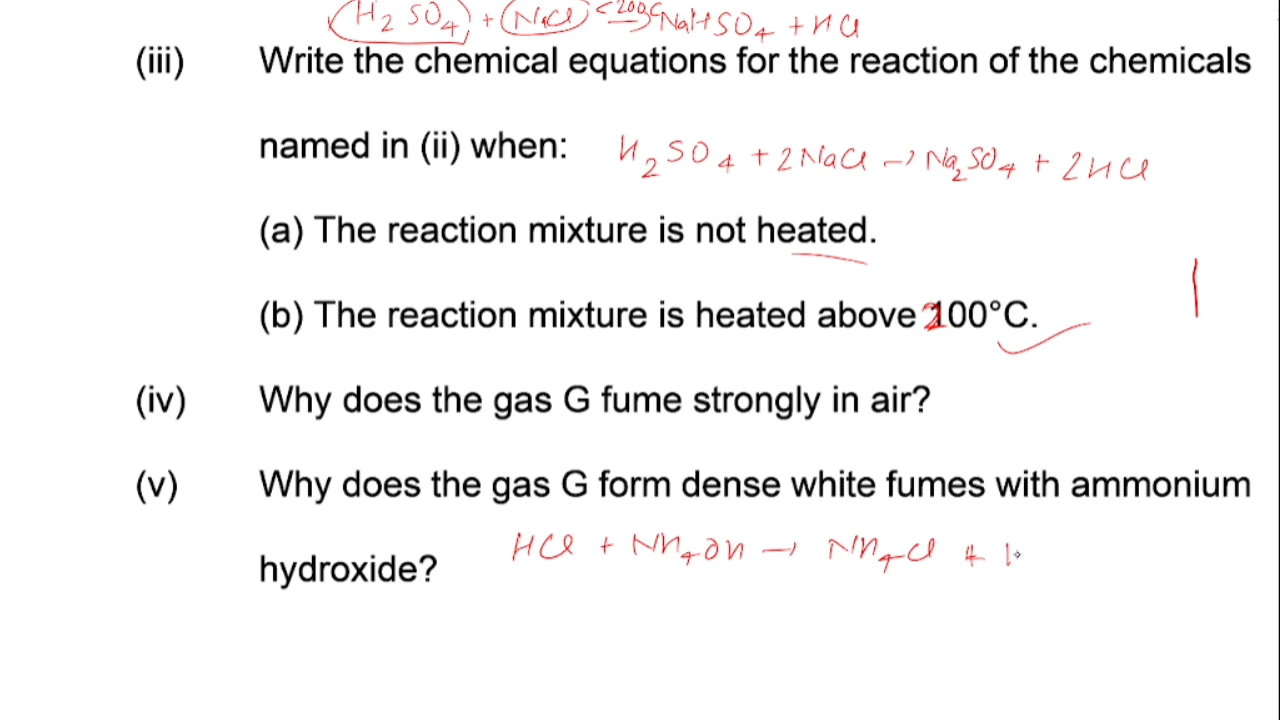 H2SO4 + NaCl <200°C NaHSO4 + HCl
(iii) Write the chemical equations for the reaction of the chemicals
named in (ii) when: H2SO4 + 2NaCl → Na2SO4 + 2HCl
(a) The reaction mixture is not heated.
(b) The reaction mixture is heated above 200°C.
(iv) Why does the gas G fume strongly in air?
(v) Why does the gas G form dense white fumes with ammonium
HCl + NH4OH → NH4Cl +
hydroxide?